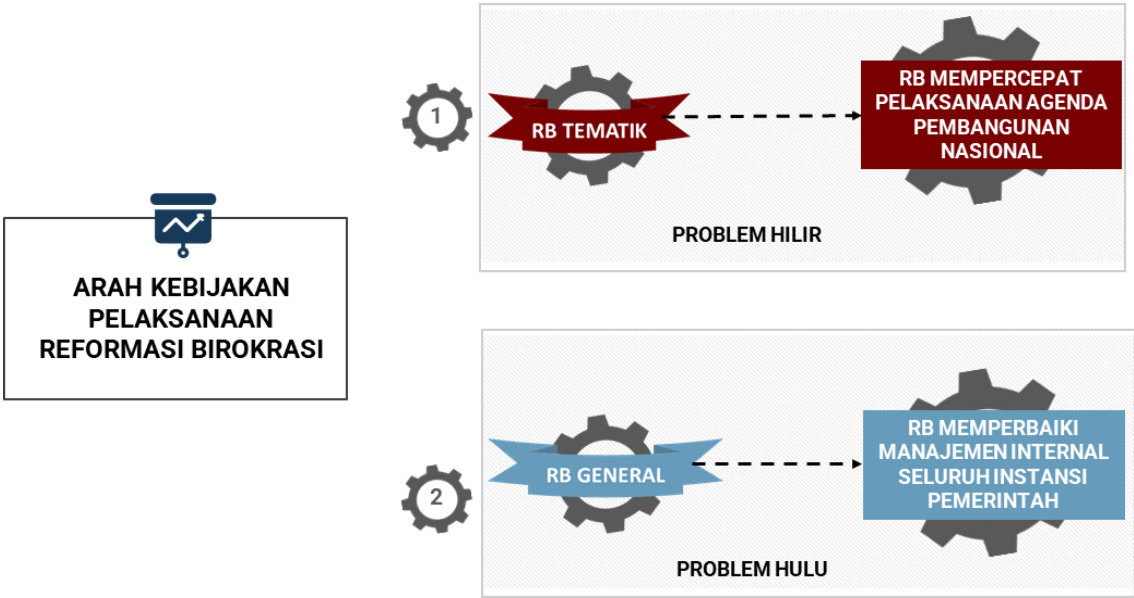 ARAH KEBIJAKAN
PELAKSANAAN
REFORMASI BIROKRASI
1
RB TEMATIK
RB MEMPERCEPAT
PELAKSANAAN AGENDA
PEMBANGUNAN
NASIONAL
PROBLEM HILIR
2
RB GENERAL
RB MEMPERBAIKI
MANAJEMEN INTERNAL
SELURUH INSTANSI
PEMERINTAH
PROBLEM HULU